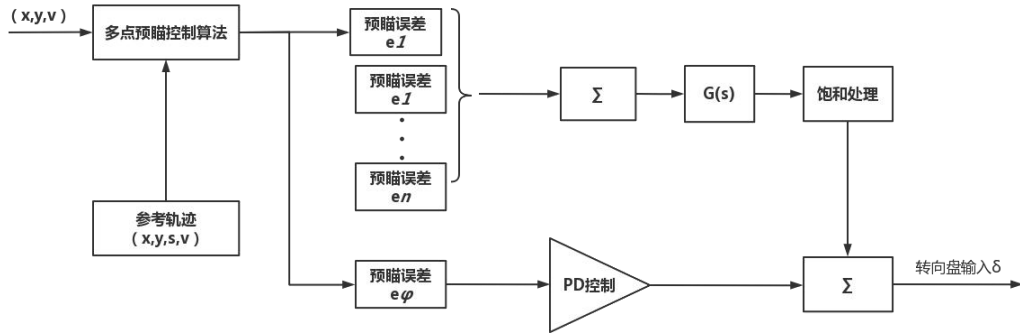 （x,y,v）
多点预瞄控制算法
预瞄误差
e1
预瞄误差
e1
预瞄误差
en
∑
G(s)
饱和处理
参考轨迹
（x,y,s,v）
预瞄误差
eφ
PD控制
∑
转向盘输入δ